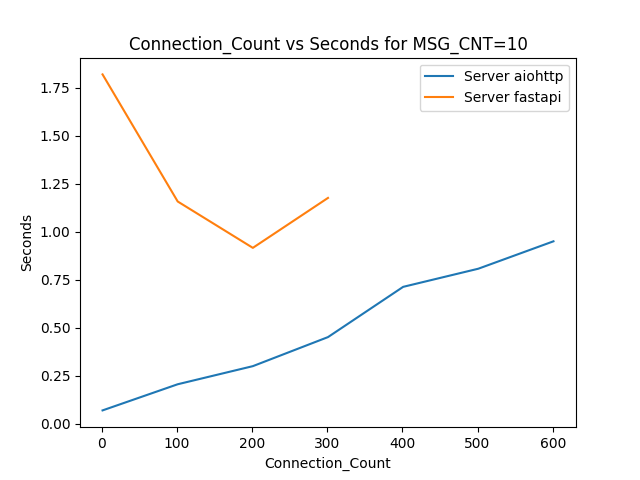 Connection_Count vs Seconds for MSG_CNT=10
Server aiohttp
Server fastapi
1.75
1.50
1.25
1.00
0.75
0.50
0.25
0.00
Seconds
0 100 200 300 400 500 600
Connection_Count